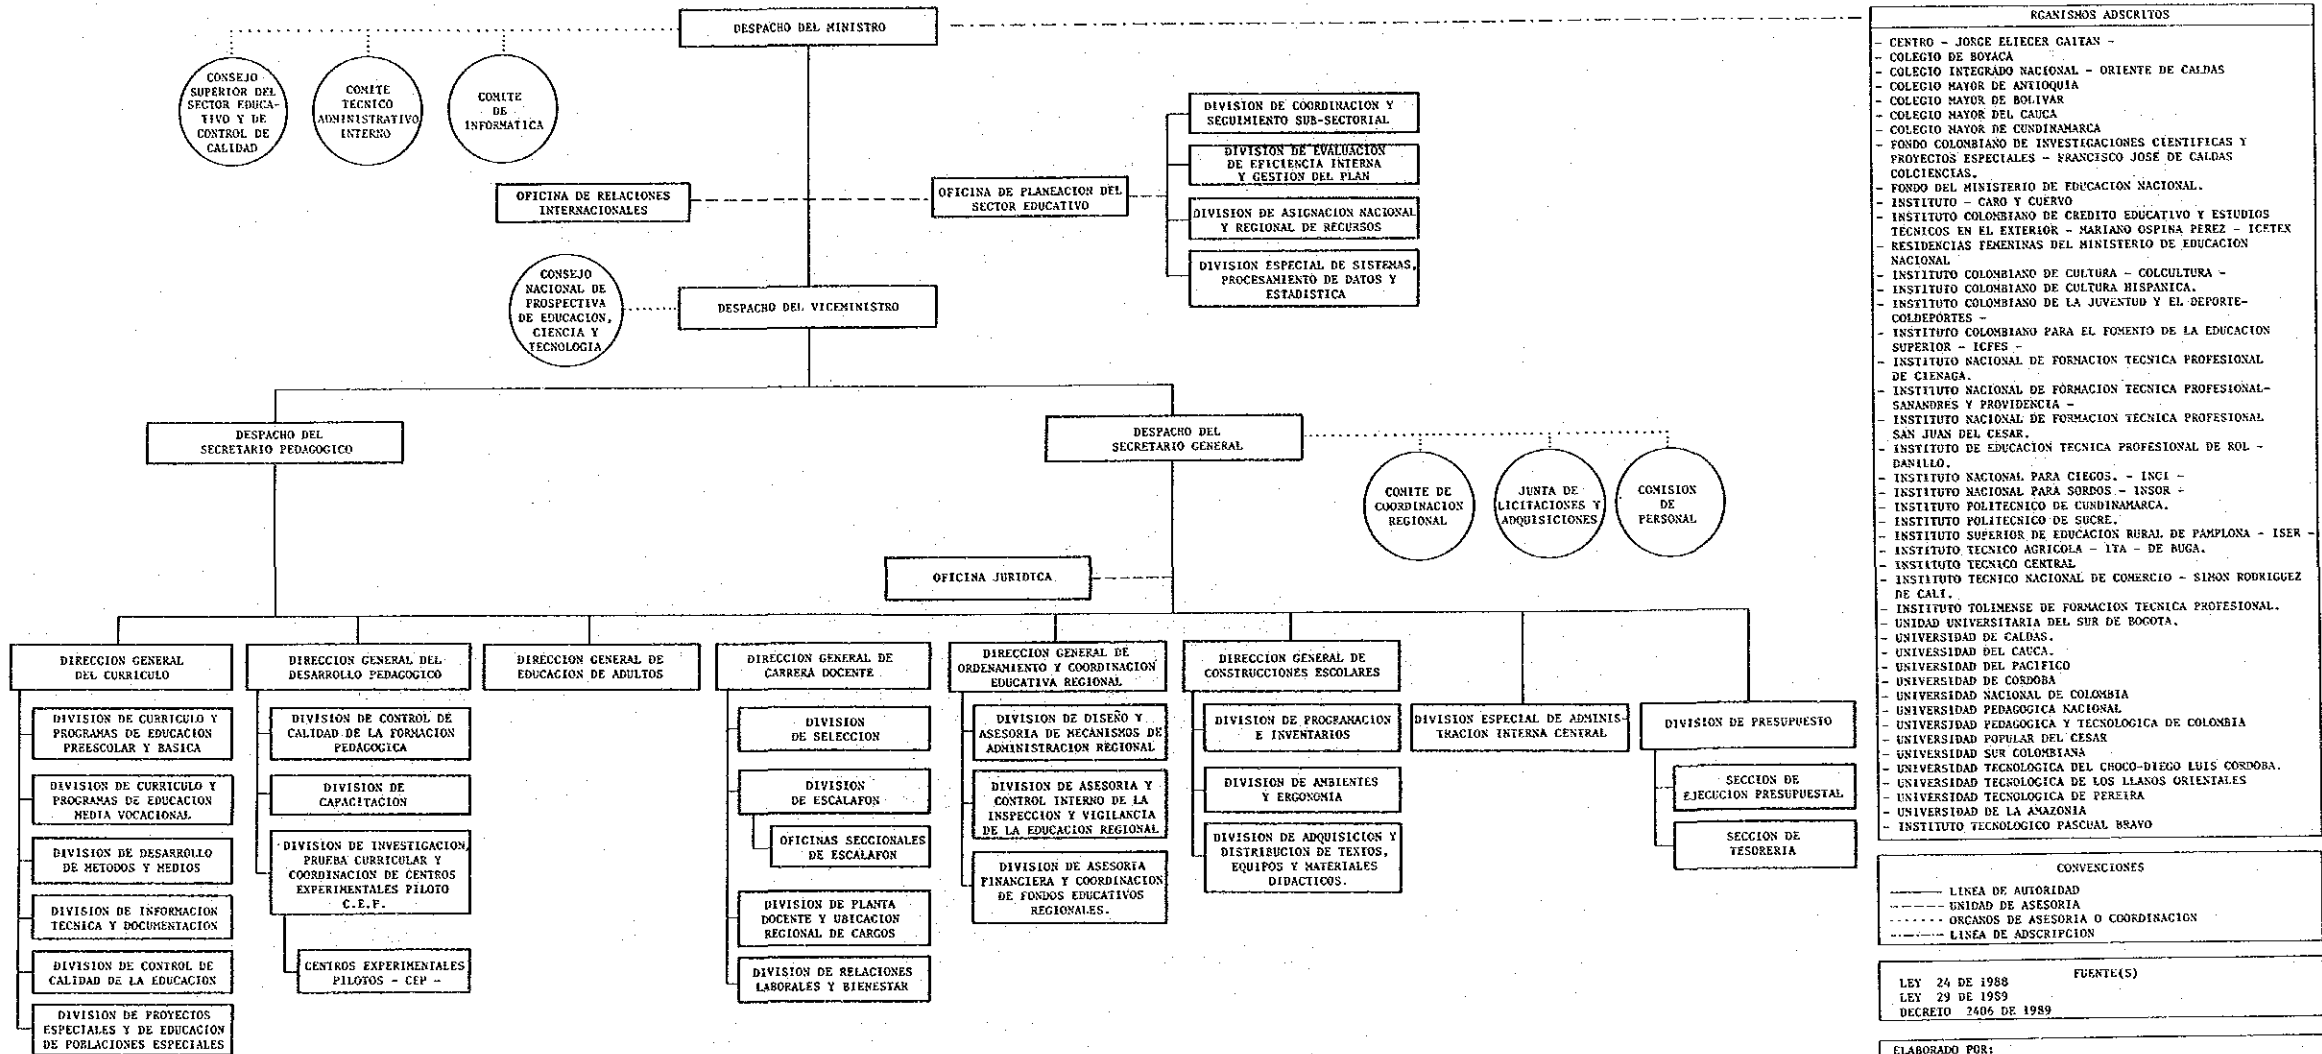 DESPACHO DEL MINISTRO
CONSEJO
SUPERIOR DEL
SECTOR EDUCA-
TIVO Y DE
CONTROL DE
CALIDAD
COMITE
TECNICO
ADMINISTRATIVO
INTERNO
COMITE
DE
INFORMATICA
OFICINA DE RELACIONES
INTERNACIONALES
OFICINA DE PLANEACION DEL
SECTOR EDUCATIVO
DIVISION DE COORDINACION Y
SEGUIMIENTO SUB-SECTORIAL
DIVISION DE EVALUACION
DE EFICIENCIA INTERNA
Y GESTION DEL PLAN
DIVISION DE ASIGNACION NACIONAL
Y REGIONAL DE RECURSOS
DIVISION ESPECIAL DE SISTEMAS,
PROCESAMIENTO DE DATOS Y
ESTADISTICA
CONSEJO
NACIONAL DE
PROSPECTIVA
DE EDUCACION,
CIENCIA Y
TECNOLOGIA
DESPACHO DEL VICEMINISTRO
DESPACHO DEL
SECRETARIO PEDAGOGICO
DESPACHO DEL
SECRETARIO GENERAL
COMITE DE
COORDINACION
REGIONAL
JUNTA DE
LICITACIONES Y
ADQUISICIONES
COMISION
DE
PERSONAL
OFICINA JURIDICA
DIRECCION GENERAL
DEL CURRICULO
DIVISION DE CURRICULO Y
PROGRAMAS DE EDUCACION
PREESCOLAR Y BASICA
DIVISION DE CURRICULO Y
PROGRAMAS DE EDUCACION
MEDIA VOCACIONAL
DIVISION DE DESARROLLO
DE METODOS Y MEDIOS
DIVISION DE INFORMACION
TECNICA Y DOCUMENTACION
DIVISION DE CONTROL DE
CALIDAD DE LA EDUCACION
DIVISION DE PROYECTOS
ESPECIALES Y DE EDUCACION
DE POBLACIONES ESPECIALES
DIRECCION GENERAL DEL
DESARROLLO PEDAGOGICO
DIVISION DE CONTROL DE
CALIDAD DE LA FORMACION
PEDAGOGICA
DIVISION DE
CAPACITACION
DIVISION DE INVESTIGACION,
PRUEBA CURRICULAR Y
COORDINACION DE CENTROS
EXPERIMENTALES PILOTO
C.E.P.
CENTROS EXPERIMENTALES
PILOTOS - CEP -
DIRECCION GENERAL DE
EDUCACION DE ADULTOS
DIRECCION GENERAL DE
CARRERA DOCENTE
DIVISION
DE SELECCION
DIVISION
DE ESCALAFON
OFICINAS SECCIONALES
DE ESCALAFON
DIVISION DE PLANTA
DOCENTE Y UBICACION
REGIONAL DE CARGOS
DIVISION DE RELACIONES
LABORALES Y BIENESTAR
DIRECCION GENERAL DE
ORDENAMIENTO Y COORDINACION
EDUCATIVA REGIONAL
DIVISION DE DISEÑO Y
ASESORIA DE MECANISMOS DE
ADMINISTRACION REGIONAL
DIVISION DE ASESORIA Y
CONTROL INTERNO DE LA
INSPECCION Y VIGILANCIA
DE LA EDUCACION REGIONAL
DIVISION DE ASESORIA
FINANCIERA Y COORDINACION
DE FONDOS EDUCATIVOS
REGIONALES.
DIRECCION GENERAL DE
CONSTRUCCIONES ESCOLARES
DIVISION DE PROGRAMACION
E INVENTARIOS
DIVISION DE AMBIENTES
Y ERGONOMIA
DIVISION DE ADQUISICION Y
DISTRIBUCION DE TEXTOS,
EQUIPOS Y MATERIALES
DIDACTICOS.
DIVISION ESPECIAL DE ADMINIS-
TRACION INTERNA CENTRAL
DIVISION DE PRESUPUESTO
SECCION DE
EJECUCION PRESUPUESTAL
SECCION DE
TESORERIA
RGANISMOS ADSCRITOS
- CENTRO - JORGE ELIECER GAITAN -
- COLEGIO DE BOYACA
- COLEGIO INTEGRADO NACIONAL - ORIENTE DE CALDAS
- COLEGIO MAYOR DE ANTIOQUIA
- COLEGIO MAYOR DE BOLIVAR
- COLEGIO MAYOR DEL CAUCA
- COLEGIO MAYOR DE CUNDINAMARCA
- FONDO COLOMBIANO DE INVESTIGACIONES CIENTIFICAS Y
PROYECTOS ESPECIALES - FRANCISCO JOSE DE CALDAS
COLCIENCIAS.
- FONDO DEL MINISTERIO DE EDUCACION NACIONAL.
- INSTITUTO - CARO Y CUERVO
- INSTITUTO COLOMBIANO DE CREDITO EDUCATIVO Y ESTUDIOS
TECNICOS EN EL EXTERIOR - MARIANO OSPINA PEREZ - ICETEX
- RESIDENCIAS FEMENINAS DEL MINISTERIO DE EDUCACION
NACIONAL
- INSTITUTO COLOMBIANO DE CULTURA - COLCULTURA -
- INSTITUTO COLOMBIANO DE CULTURA HISPANICA.
- INSTITUTO COLOMBIANO DE LA JUVENTUD Y EL DEPORTE-
COLDEPORTES -
- INSTITUTO COLOMBIANO PARA EL FOMENTO DE LA EDUCACION
SUPERIOR - ICFES -
- INSTITUTO NACIONAL DE FORMACION TECNICA PROFESIONAL
DE CIENAGA.
- INSTITUTO NACIONAL DE FORMACION TECNICA PROFESIONAL-
SANANDRES Y PROVIDENCIA -
- INSTITUTO NACIONAL DE FORMACION TECNICA PROFESIONAL
SAN JUAN DEL CESAR.
- INSTITUTO DE EDUCACION TECNICA PROFESIONAL DE ROL -
DANILLO.
- INSTITUTO NACIONAL PARA CIEGOS. - INCI -
- INSTITUTO NACIONAL PARA SORDOS - INSOR -
- INSTITUTO POLITECNICO DE CUNDINAMARCA.
- INSTITUTO POLITECNICO DE SUCRE.
- INSTITUTO SUPERIOR DE EDUCACION RURAL DE PAMPLONA - ISER -
- INSTITUTO TECNICO AGRICOLA - ITA - DE BUGA.
- INSTITUTO TECNICO CENTRAL
- INSTITUTO TECNICO NACIONAL DE COMERCIO - SIMON RODRIGUEZ
DE CALI.
- INSTITUTO TOLIMENSE DE FORMACION TECNICA PROFESIONAL.
- UNIDAD UNIVERSITARIA DEL SUR DE BOGOTA.
- UNIVERSIDAD DE CALDAS.
- UNIVERSIDAD DEL CAUCA.
- UNIVERSIDAD DEL PACIFICO
- UNIVERSIDAD DE CORDOBA
- UNIVERSIDAD NACIONAL DE COLOMBIA
- UNIVERSIDAD PEDAGOGICA NACIONAL
- UNIVERSIDAD PEDAGOGICA Y TECNOLOGICA DE COLOMBIA
- UNIVERSIDAD POPULAR DEL CESAR
- UNIVERSIDAD SUR COLOMBIANA
- UNIVERSIDAD TECNOLOGICA DEL CHOCO-DIEGO LUIS CORDOBA.
- UNIVERSIDAD TECNOLOGICA DE LOS LLANOS ORIENTALES
- UNIVERSIDAD TECNOLOGICA DE PEREIRA
- UNIVERSIDAD DE LA AMAZONIA
- INSTITUTO TECNOLOGICO PASCUAL BRAVO
CONVENCIONES
LINEA DE AUTORIDAD
UNIDAD DE ASESORIA
ORGANOS DE ASESORIA O COORDINACION
LINEA DE ADSCRIPCION
FUENTE(S)
LEY 24 DE 1988
LEY 29 DE 1989
DECRETO 2406 DE 1989
ELABORADO POR: